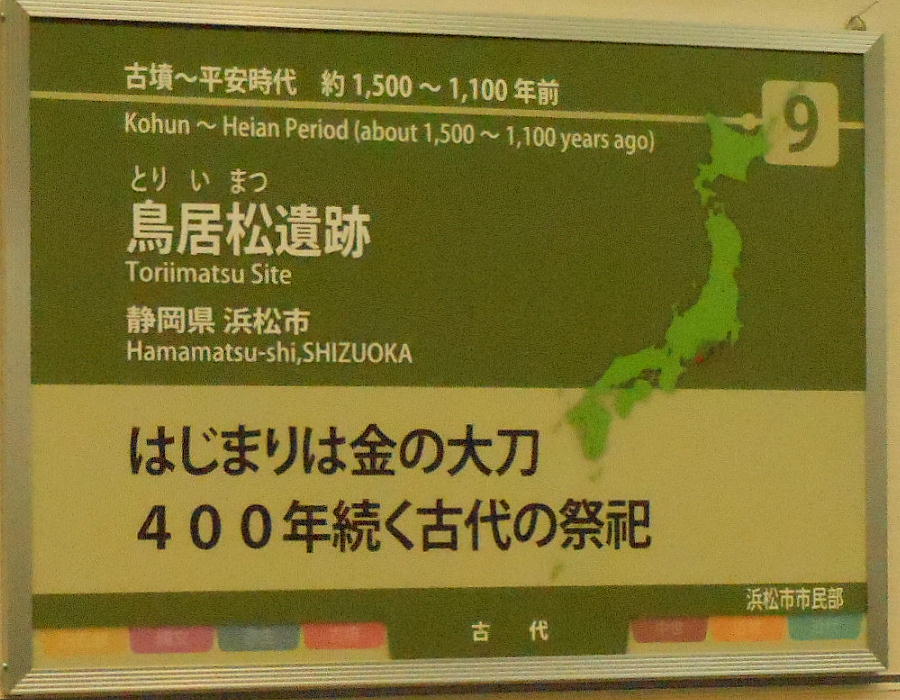 古墳～平安時代　約 1,500 ～ 1,100 年前
9
Kohun ～ Heian Period (about 1,500 ～ 1,100 years ago)
とり い まつ
鳥居松遺跡
Toriimatsu Site
静岡県 浜松市
Hamamatsu-shi,SHIZUOKA
はじまりは金の大刀
４００年続く古代の祭祀
浜松市市民部
古 代